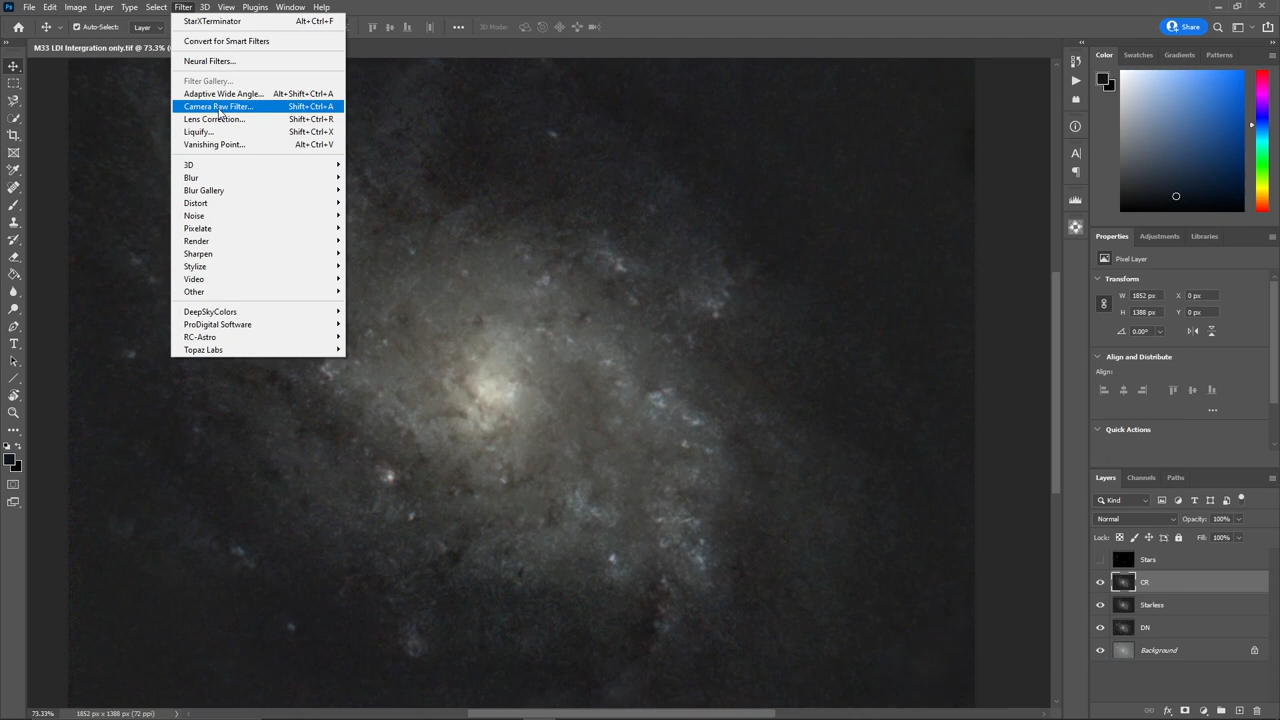 File Edit Image Layer Type Select Filter 3D View Plugins Window Help
Auto-Select: Layer 3D Mode: Share
M33 LDI Intergration only.tif @ 73.3%
StarXTerminator Alt+Ctrl+F
Convert for Smart Filters
Neural Filters...
Filter Gallery...
Adaptive Wide Angle... Alt+Shift+Ctrl+A
Camera Raw Filter... Shift+Ctrl+A
Lens Correction... Shift+Ctrl+R
Liquify... Shift+Ctrl+X
Vanishing Point... Alt+Ctrl+V
3D
Blur
Blur Gallery
Distort
Noise
Pixelate
Render
Sharpen
Stylize
Video
Other
DeepSkyColors
ProDigital Software
RC-Astro
Topaz Labs
Color Swatches Gradients Patterns
Properties Adjustments Libraries
Pixel Layer
Transform
W 1852 px X 0 px
H 1388 px Y 0 px
0.00°
Align and Distribute
Align:
Quick Actions
Layers Channels Paths
Kind
Normal Opacity: 100%
Lock: Fill: 100%
Stars
CR
Starless
DN
Background
73.33% 1852 px x 1388 px (72 ppi)